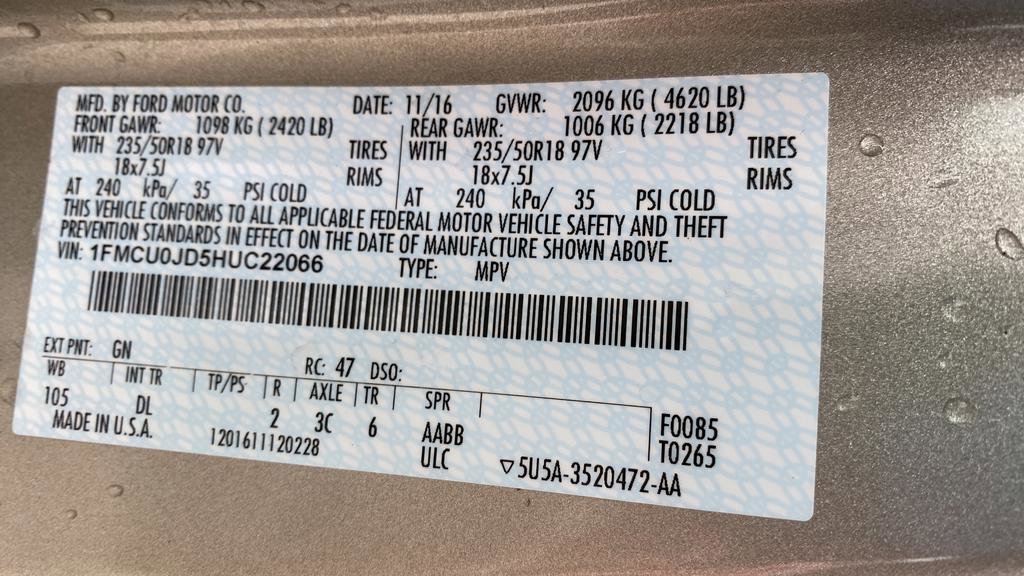 MFD. BY FORD MOTOR CO. DATE: 11/16 GVWR: 2096 KG ( 4620 LB)
FRONT GAWR: 1098 KG ( 2420 LB) REAR GAWR: 1006 KG ( 2218 LB)
WITH 235/50R18 97V TIRES WITH 235/50R18 97V TIRES
18x7.5J RIMS 18x7.5J RIMS
AT 240 kPa/ 35 PSI COLD AT 240 kPa/ 35 PSI COLD
THIS VEHICLE CONFORMS TO ALL APPLICABLE FEDERAL MOTOR VEHICLE SAFETY AND THEFT
PREVENTION STANDARDS IN EFFECT ON THE DATE OF MANUFACTURE SHOWN ABOVE.
VIN: 1FMCU0JD5HUC22066 TYPE: MPV
EXT PNT: GN RC: 47 DSO:
WB INT TR TP/PS R AXLE TR SPR
105 DL 2 3C 6 AABB F0085
MADE IN U.S.A. 1201611120228 ULC T0265
▽5U5A-3520472-AA